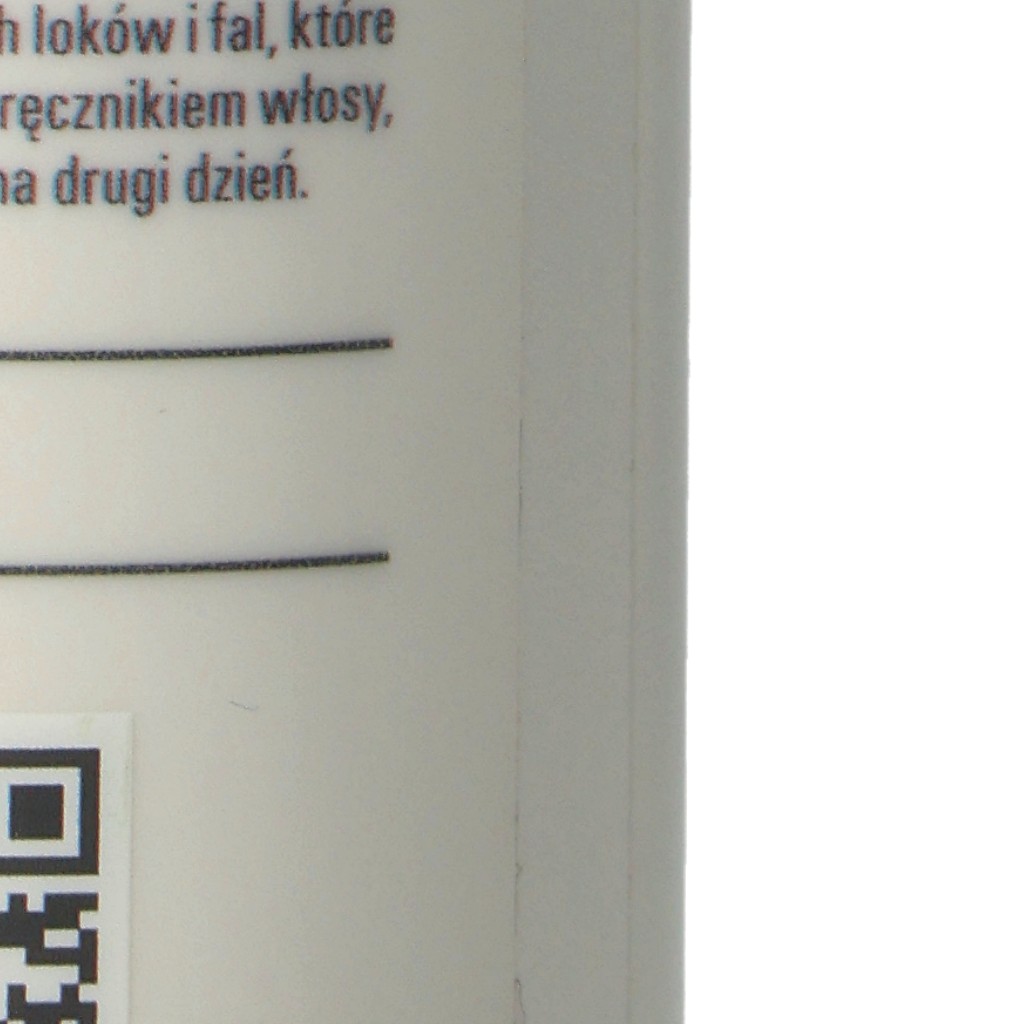 loków i fal, które
ręcznikiem włosy,
na drugi dzień.